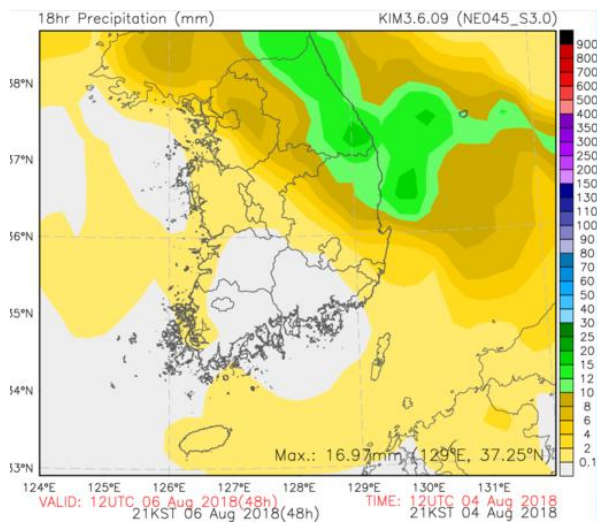 18hr Precipitation (mm) KIM3.6.09 (NE045_S3.0)
900
800
700
600
500
400
350
300
250
200
150
130
110
100
90
80
70
60
50
40
30
25
20
15
12
10
8
6
4
2
0.1
38°N
37°N
36°N
35°N
34°N
33°N
Max.: 16.97mm (129°E, 37.25°N)
124°E 125°E 126°E 127°E 128°E 129°E 130°E 131°E
VALID: 12UTC 06 Aug 2018(48h) TIME: 12UTC 04 Aug 2018
21KST 06 Aug 2018(48h) 21KST 04 Aug 2018